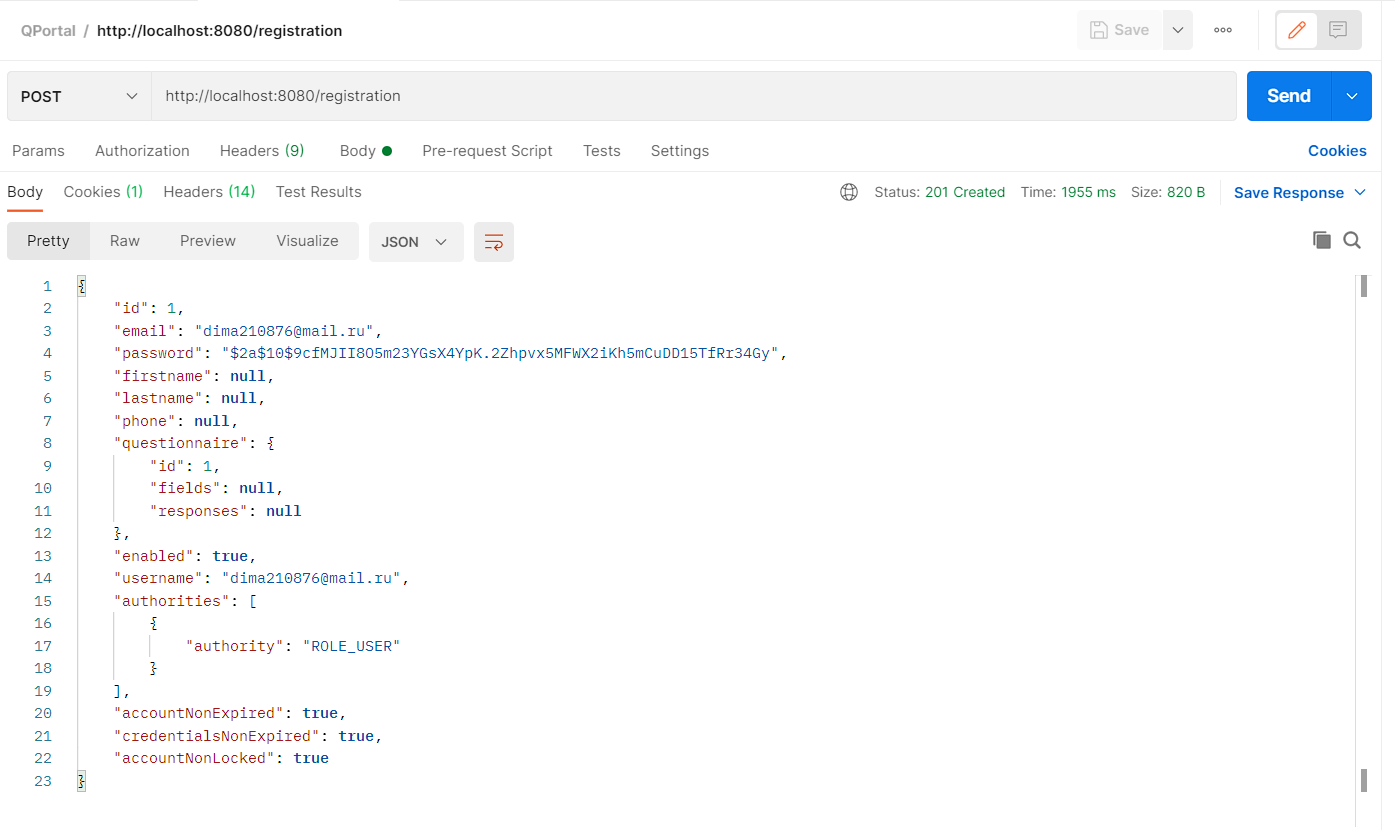 QPortal / http://localhost:8080/registration
Save
POST http://localhost:8080/registration Send
Params Authorization Headers (9) Body Pre-request Script Tests Settings Cookies
Body Cookies (1) Headers (14) Test Results Status: 201 Created Time: 1955 ms Size: 820 B Save Response
Pretty Raw Preview Visualize JSON
1 {
2 "id": 1,
3 "email": "dima210876@mail.ru",
4 "password": "$2a$10$9cfMJII8O5m23YGsX4YpK.2Zhpvx5MFWX2iKh5mCuDD15TfRr34Gy",
5 "firstname": null,
6 "lastname": null,
7 "phone": null,
8 "questionnaire": {
9 "id": 1,
10 "fields": null,
11 "responses": null
12 },
13 "enabled": true,
14 "username": "dima210876@mail.ru",
15 "authorities": [
16 {
17 "authority": "ROLE_USER"
18 }
19 ],
20 "accountNonExpired": true,
21 "credentialsNonExpired": true,
22 "accountNonLocked": true
23 }